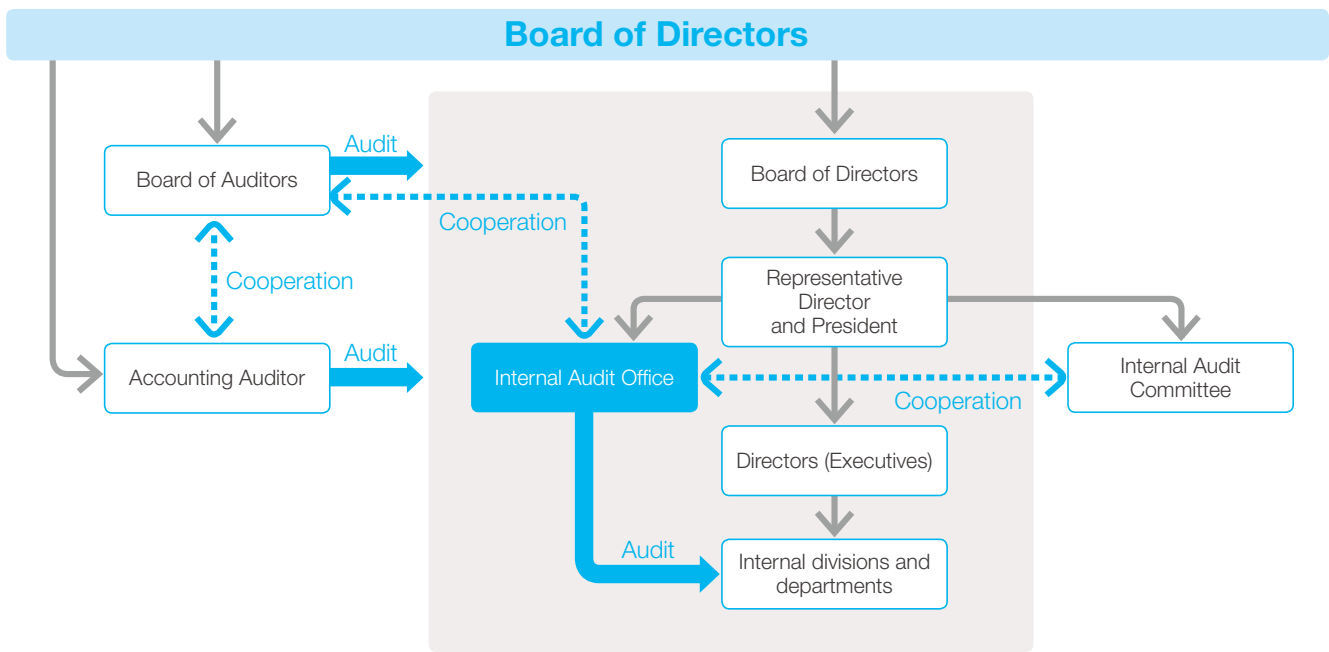 Board of Directors
Audit
Board of Auditors
Board of Directors
Cooperation
Cooperation
Representative
Director
and President
Audit
Accounting Auditor
Internal Audit Office
Internal Audit
Committee
Cooperation
Directors (Executives)
Audit
Internal divisions and
departments